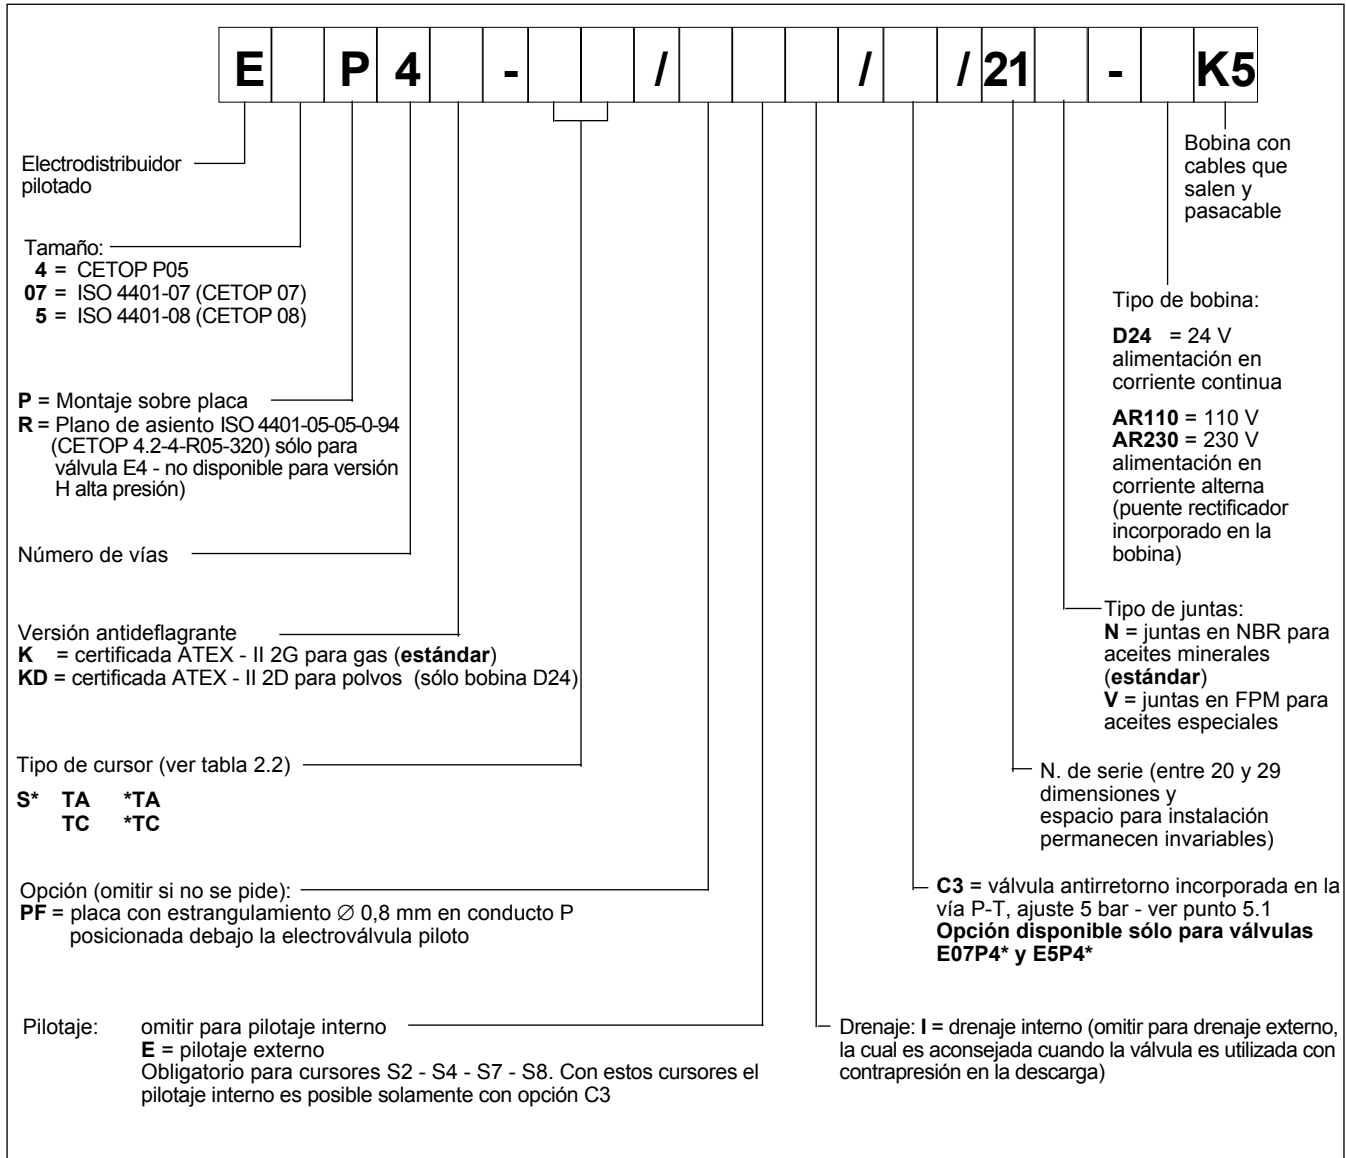 E P 4 - / / / 21 - K5
Electrodistribuidor
pilotado
Tamaño:
4 = CETOP P05
07 = ISO 4401-07 (CETOP 07)
5 = ISO 4401-08 (CETOP 08)
P = Montaje sobre placa
R = Plano de asiento ISO 4401-05-05-0-94
(CETOP 4.2-4-R05-320) sólo para
válvula E4 - no disponible para versión
H alta presión)
Número de vías
Versión antideflagrante
K = certificada ATEX - II 2G para gas (estándar)
KD = certificada ATEX - II 2D para polvos (sólo bobina D24)
Tipo de cursor (ver tabla 2.2)
S* TA *TA
TC *TC
Opción (omitir si no se pide):
PF = placa con estrangulamiento ∅ 0,8 mm en conducto P
posicionada debajo la electroválvula piloto
Pilotaje: omitir para pilotaje interno
E = pilotaje externo
Obligatorio para cursores S2 - S4 - S7 - S8. Con estos cursores el
pilotaje interno es posible solamente con opción C3
Bobina con
cables que
salen y
pasacable
Tipo de bobina:
D24 = 24 V
alimentación en
corriente continua
AR110 = 110 V
AR230 = 230 V
alimentación en
corriente alterna
(puente rectificador
incorporado en la
bobina)
Tipo de juntas:
N = juntas en NBR para
aceites minerales
(estándar)
V = juntas en FPM para
aceites especiales
N. de serie (entre 20 y 29
dimensiones y
espacio para instalación
permanecen invariables)
C3 = válvula antirretorno incorporada en la
vía P-T, ajuste 5 bar - ver punto 5.1
Opción disponible sólo para válvulas
E07P4* y E5P4*
Drenaje: I = drenaje interno (omitir para drenaje externo,
la cual es aconsejada cuando la válvula es utilizada con
contrapresión en la descarga)